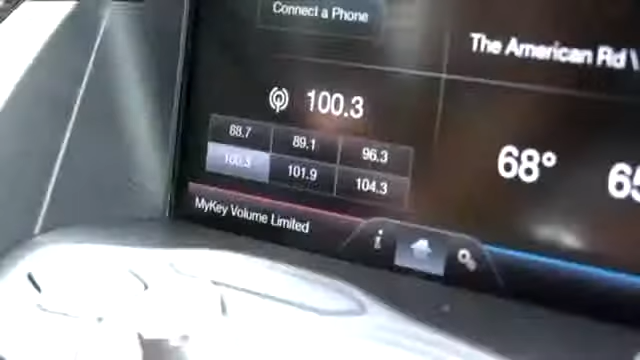 Connect a Phone
The American Rd \
100.3
88.7 89.1 96.3
100.3 101.9 104.3
68° 65
MyKey Volume Limited
i